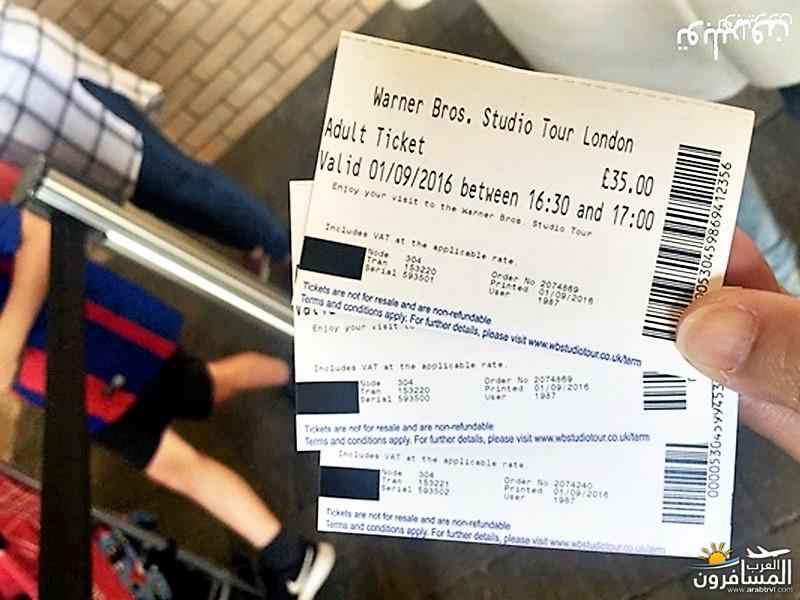 Warner Bros. Studio Tour London
Adult Ticket
£35.00
Valid 01/09/2016 between 16:30 and 17:00
Enjoy your visit to the Warner Bros. Studio Tour
Includes VAT at the applicable rate.
Node 304
Tran 153220
Serial 593501
Order No 2074869
Printed 01/09/2016
User 1987
Tickets are not for resale and are non-refundable
Terms and conditions apply. For further details, please visit www.wbstudiotour.co.uk/term
Enjoy your visit
Includes VAT at the applicable rate.
Node 304
Tran 153220
Serial 593500
Order No 2074869
Printed 01/09/2016
User 1987
Tickets are not for resale and are non-refundable
Terms and conditions apply. For further details, please visit www.wbstudiotour.co.uk/term
Includes VAT at the applicable rate.
Node 304
Tran 153221
Serial 593502
Order No 2074240
Printed 01/09/2016
User 1987
Tickets are not for resale and are non-refundable
Terms and conditions apply. For further details, please visit www.wbstudiotour.co.uk/term
العرب
المسافرون
www.arabtrvl.com